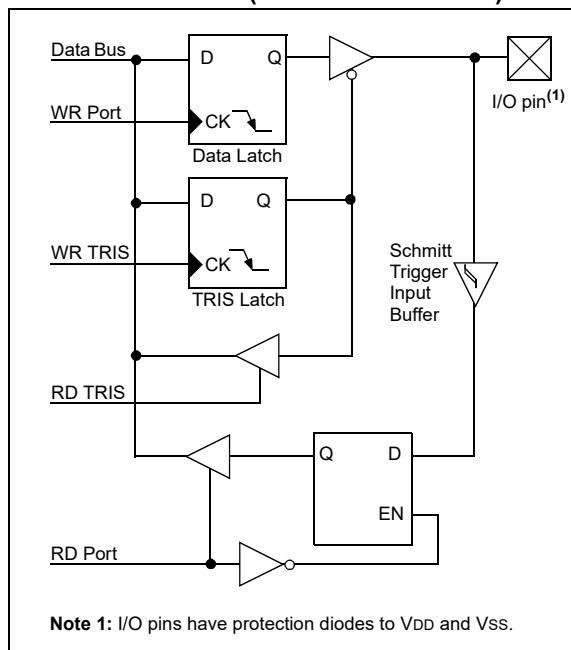 Data Bus
D
Q
WR Port
CK
Data Latch
I/O pin(1)
D
Q
WR TRIS
CK
TRIS Latch
Schmitt
Trigger
Input
Buffer
RD TRIS
Q
D
EN
RD Port
Note 1: I/O pins have protection diodes to VDD and VSS.